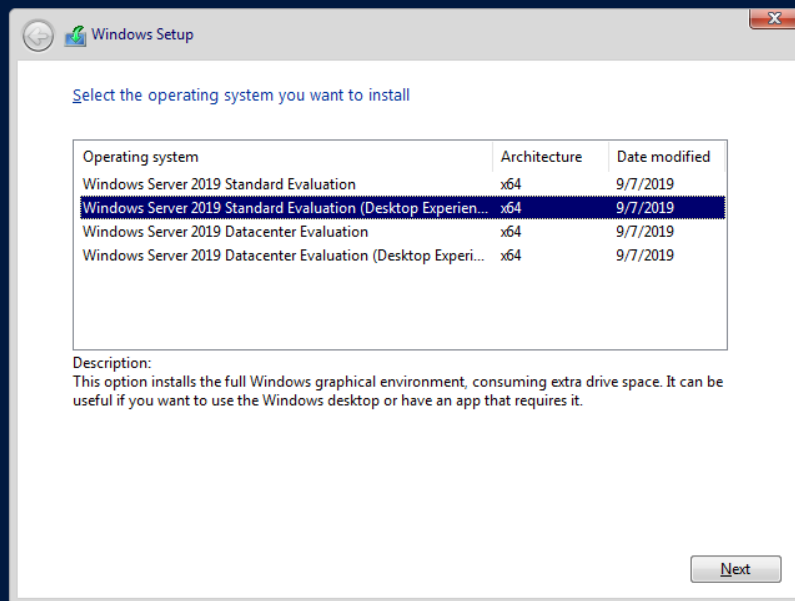 Windows Setup
Select the operating system you want to install
Operating system Architecture Date modified
Windows Server 2019 Standard Evaluation x64 9/7/2019
Windows Server 2019 Standard Evaluation (Desktop Experien... x64 9/7/2019
Windows Server 2019 Datacenter Evaluation x64 9/7/2019
Windows Server 2019 Datacenter Evaluation (Desktop Experi... x64 9/7/2019
Description:
This option installs the full Windows graphical environment, consuming extra drive space. It can be
useful if you want to use the Windows desktop or have an app that requires it.
Next